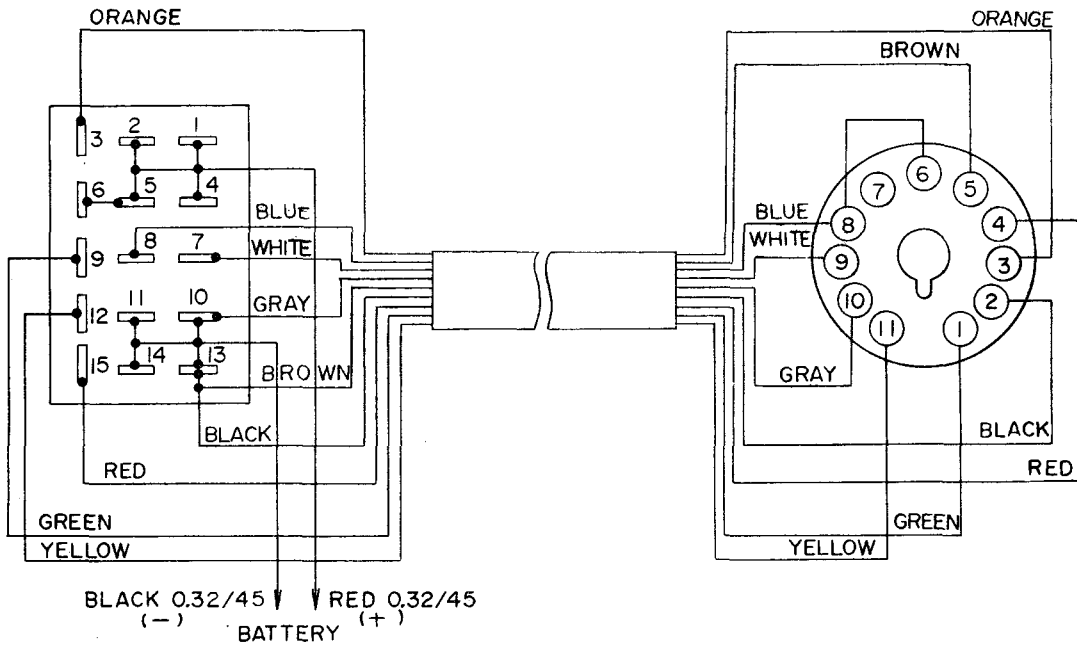 ORANGE
ORANGE
BROWN
2 1
3
6 5 4
BLUE
8 7
9 WHITE
11 10
GRAY
12
14 13
15
BROWN
BLACK
RED
GREEN
YELLOW
BLACK 0.32/45
(-)
RED 0.32/45
(+)
BATTERY
6
7 5
BLUE 8 4
WHITE 9 3
10 2
11 1
GRAY
BLACK
RED
GREEN
YELLOW